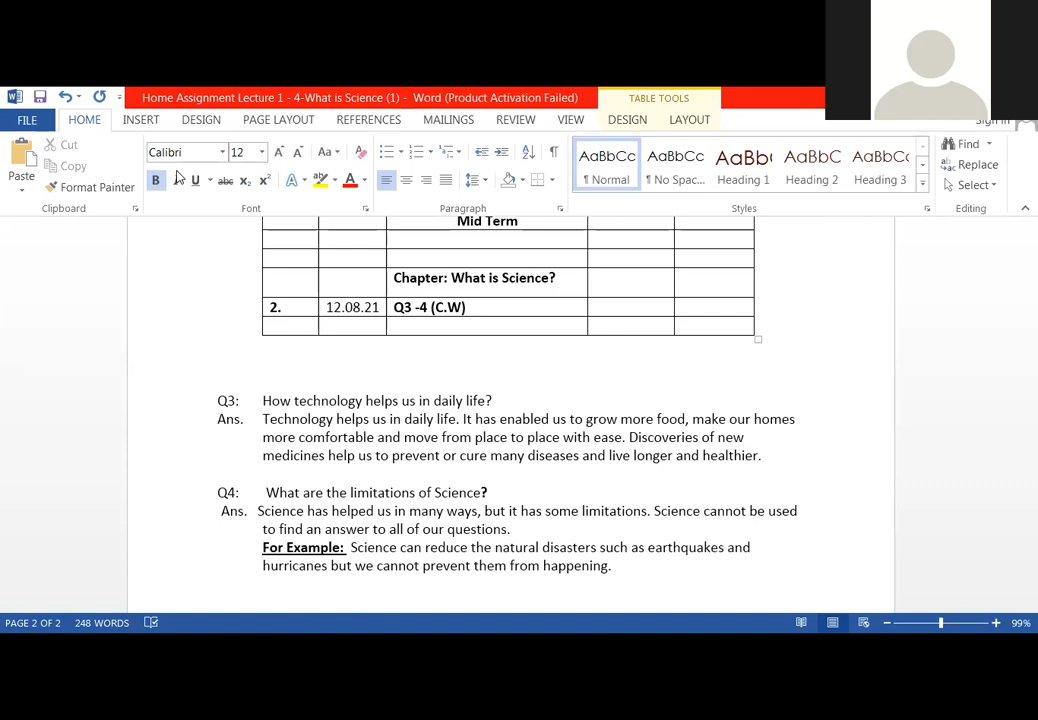 Home Assignment Lecture 1 - 4-What is Science (1) - Word (Product Activation Failed)
TABLE TOOLS
FILE HOME INSERT DESIGN PAGE LAYOUT REFERENCES MAILINGS REVIEW VIEW DESIGN LAYOUT
Paste
Cut
Copy
Format Painter
Clipboard
Calibri 12
Font
Paragraph
AaBbCc AaBbCc AaBb( AaBbC AaBbC
¶ Normal ¶ No Spac... Heading 1 Heading 2 Heading 3
Styles
Find
Replace
Select
Editing
Mid Term
Chapter: What is Science?
2. 12.08.21 Q3 -4 (C.W)
Q3: How technology helps us in daily life?
Ans. Technology helps us in daily life. It has enabled us to grow more food, make our homes
more comfortable and move from place to place with ease. Discoveries of new
medicines help us to prevent or cure many diseases and live longer and healthier.
Q4: What are the limitations of Science?
Ans. Science has helped us in many ways, but it has some limitations. Science cannot be used
to find an answer to all of our questions.
For Example: Science can reduce the natural disasters such as earthquakes and
hurricanes but we cannot prevent them from happening.
PAGE 2 OF 2 248 WORDS 99%